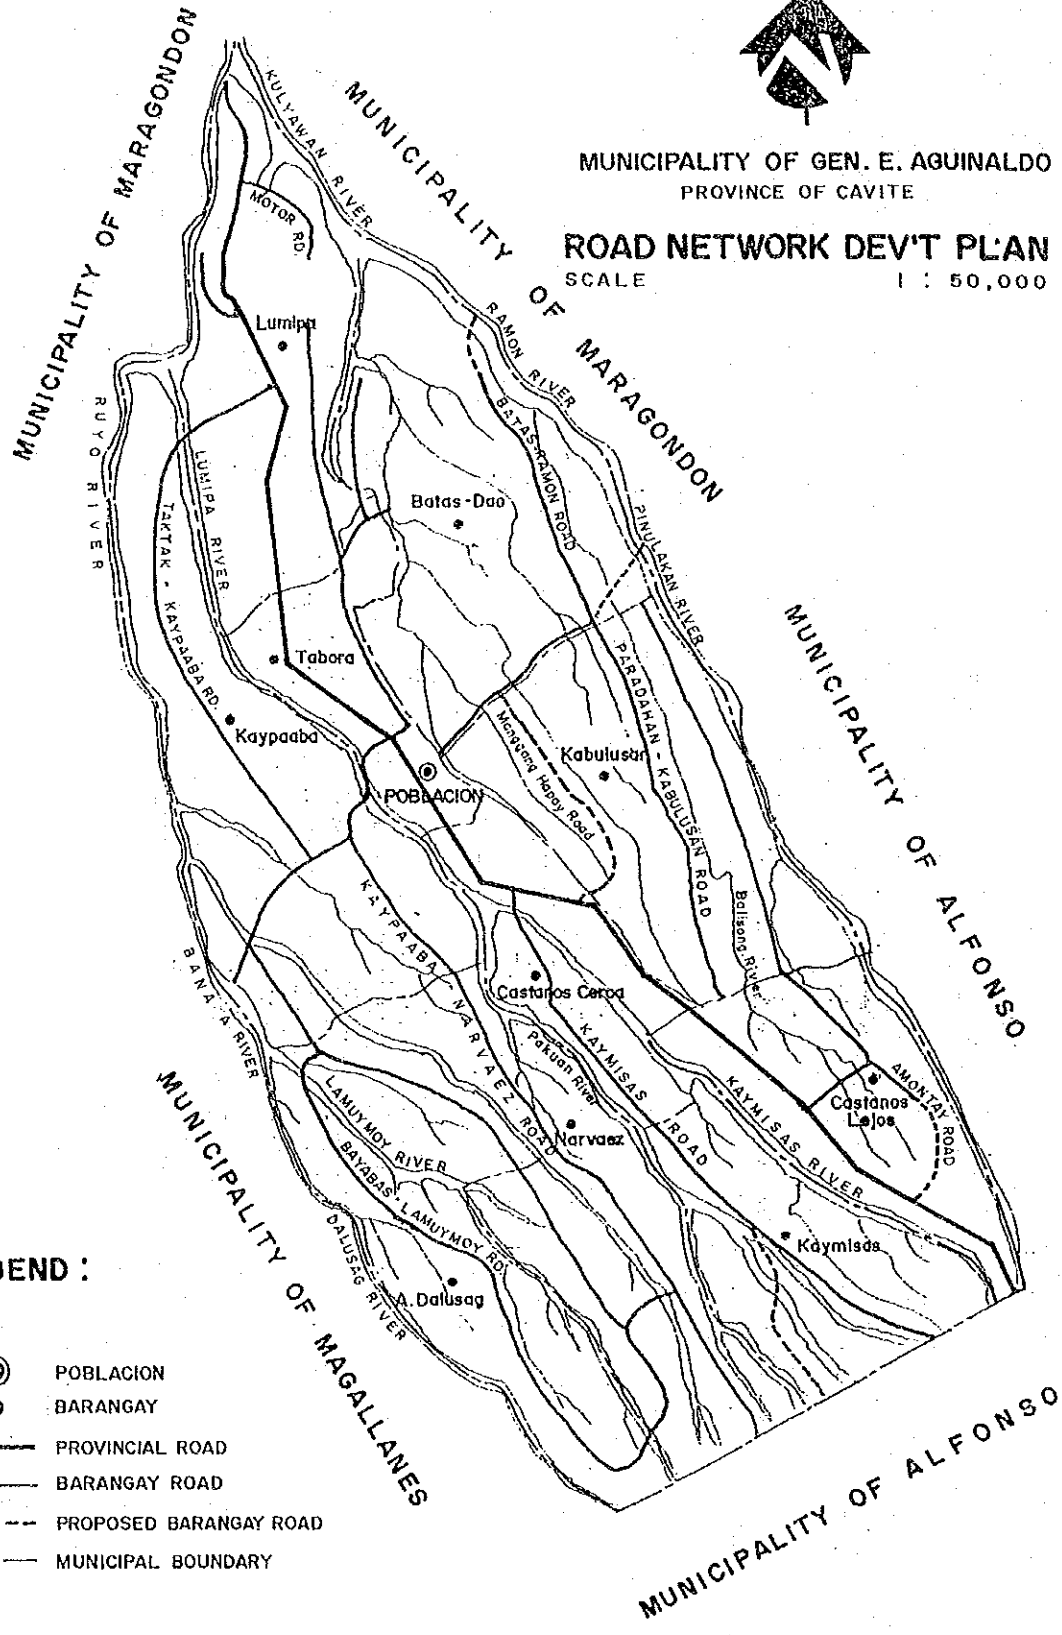 MUNICIPALITY OF GEN. E. AGUINALDO
PROVINCE OF CAVITE
ROAD NETWORK DEV'T PLAN
SCALE 1 : 50,000
MUNICIPALITY OF MARAGONDON
MUNICIPALITY OF MARAGONDON
KULYAWAN RIVER
MOTOR RD.
Lumipa
RAMON RIVER
RUYO RIVER
LUMIPA RIVER
TAKTAK - KAYPAABA RD.
BATAS-RAMON ROAD
Batas-Dao
PINULAKAN RIVER
MUNICIPALITY OF ALFONSO
Tabora
Kaypaaba
PARADAHAN - KABULUSAN ROAD
Manggang Hapay Road
Kabulusan
POBLACION
KAYPAABA - NARVAEZ ROAD
Balisong River
BANA A RIVER
Castanos Cerca
Pakuan River
KAYMISAS ROAD
KAYMISAS RIVER
AMONTAY ROAD
Castanos
Lejos
LAMUYMOY RIVER
Narvaez
BAYABAS LAMUYMOY RD.
MUNICIPALITY OF MAGALLANES
DALUSAG RIVER
Kaymisas
A. Dalusag
MUNICIPALITY OF ALFONSO
END :
POBLACION
BARANGAY
PROVINCIAL ROAD
BARANGAY ROAD
PROPOSED BARANGAY ROAD
MUNICIPAL BOUNDARY